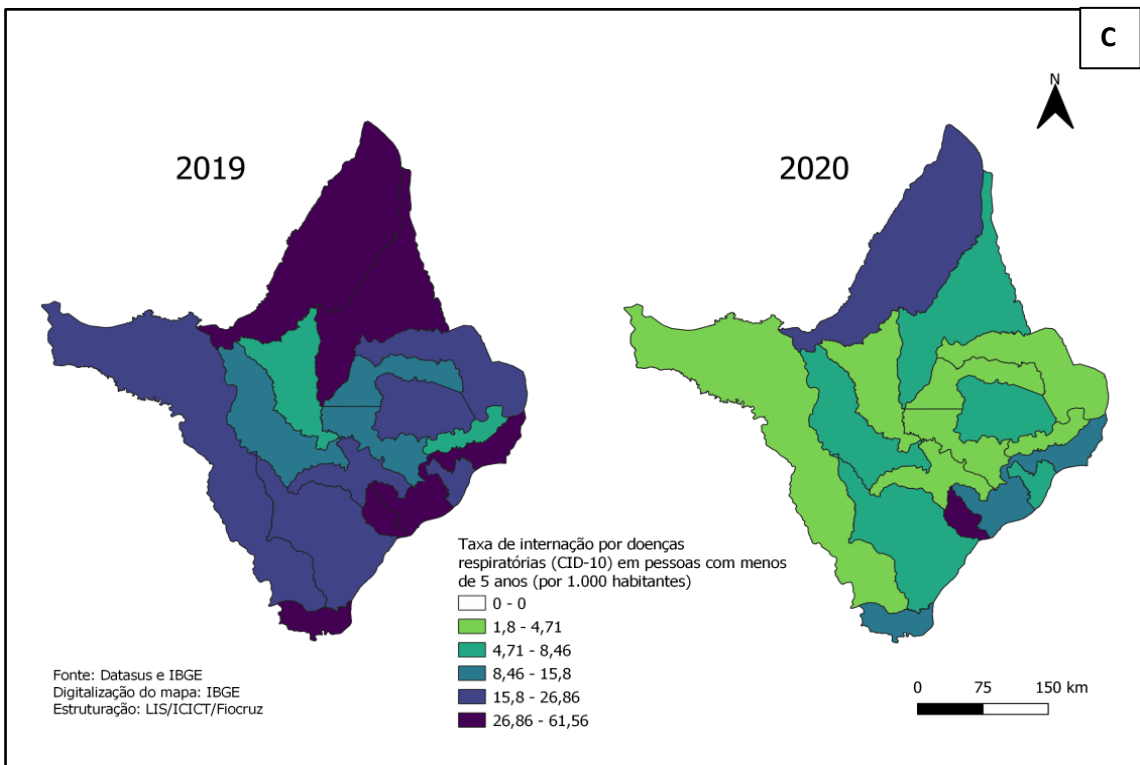 C
N
2019
2020
Taxa de internação por doenças
respiratórias (CID-10) em pessoas com menos
de 5 anos (por 1.000 habitantes)
0 - 0
1,8 - 4,71
4,71 - 8,46
8,46 - 15,8
15,8 - 26,86
26,86 - 61,56
Fonte: Datasus e IBGE
Digitalização do mapa: IBGE
Estruturação: LIS/ICICT/Fiocruz
0 75 150 km